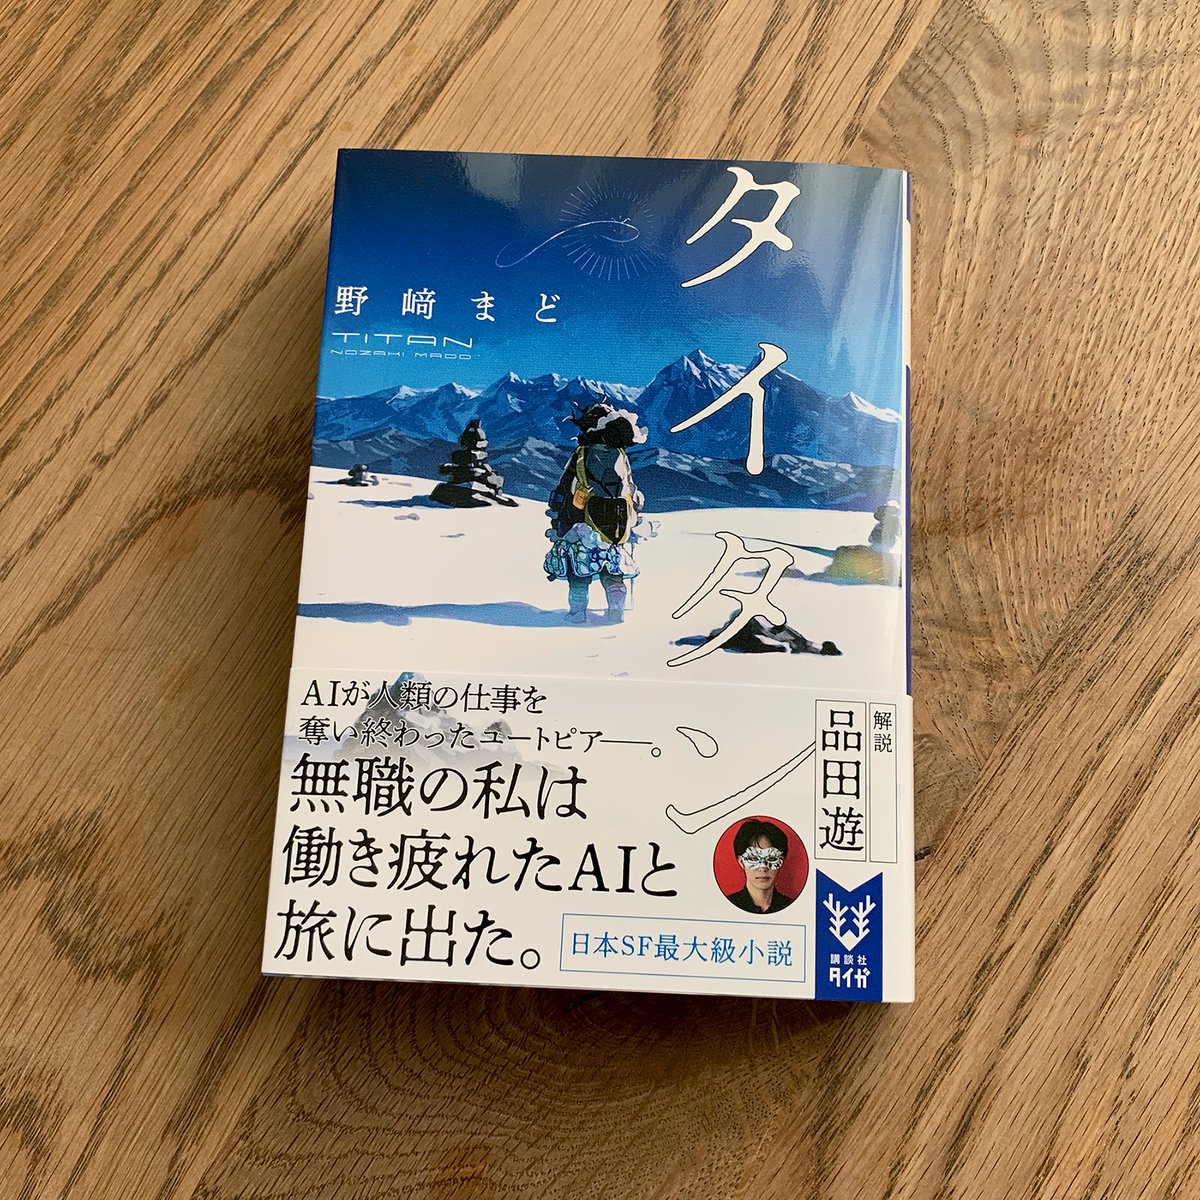 タイタン
野﨑まど
TITAN
NOZAKI MADO
AIが人類の仕事を
奪い終わったユートピア──。
無職の私は
働き疲れたAIと
旅に出た。
日本SF最大級小説
解説
品田遊
講談社
タイガ